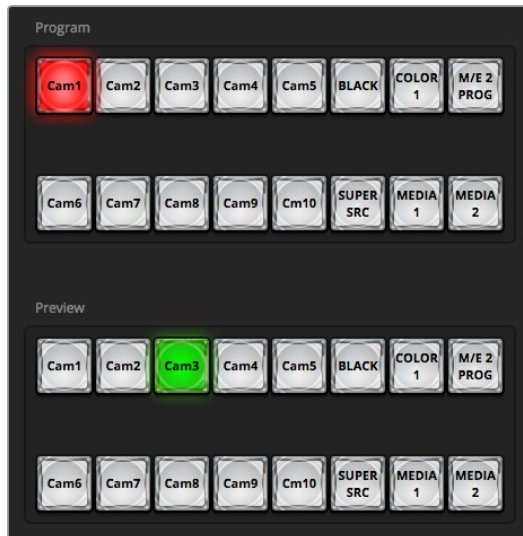 Program
Cam1 Cam2 Cam3 Cam4 Cam5 BLACK COLOR 1 M/E 2 PROG
Cam6 Cam7 Cam8 Cam9 Cm10 SUPER SRC MEDIA 1 MEDIA 2
Preview
Cam1 Cam2 Cam3 Cam4 Cam5 BLACK COLOR 1 M/E 2 PROG
Cam6 Cam7 Cam8 Cam9 Cm10 SUPER SRC MEDIA 1 MEDIA 2